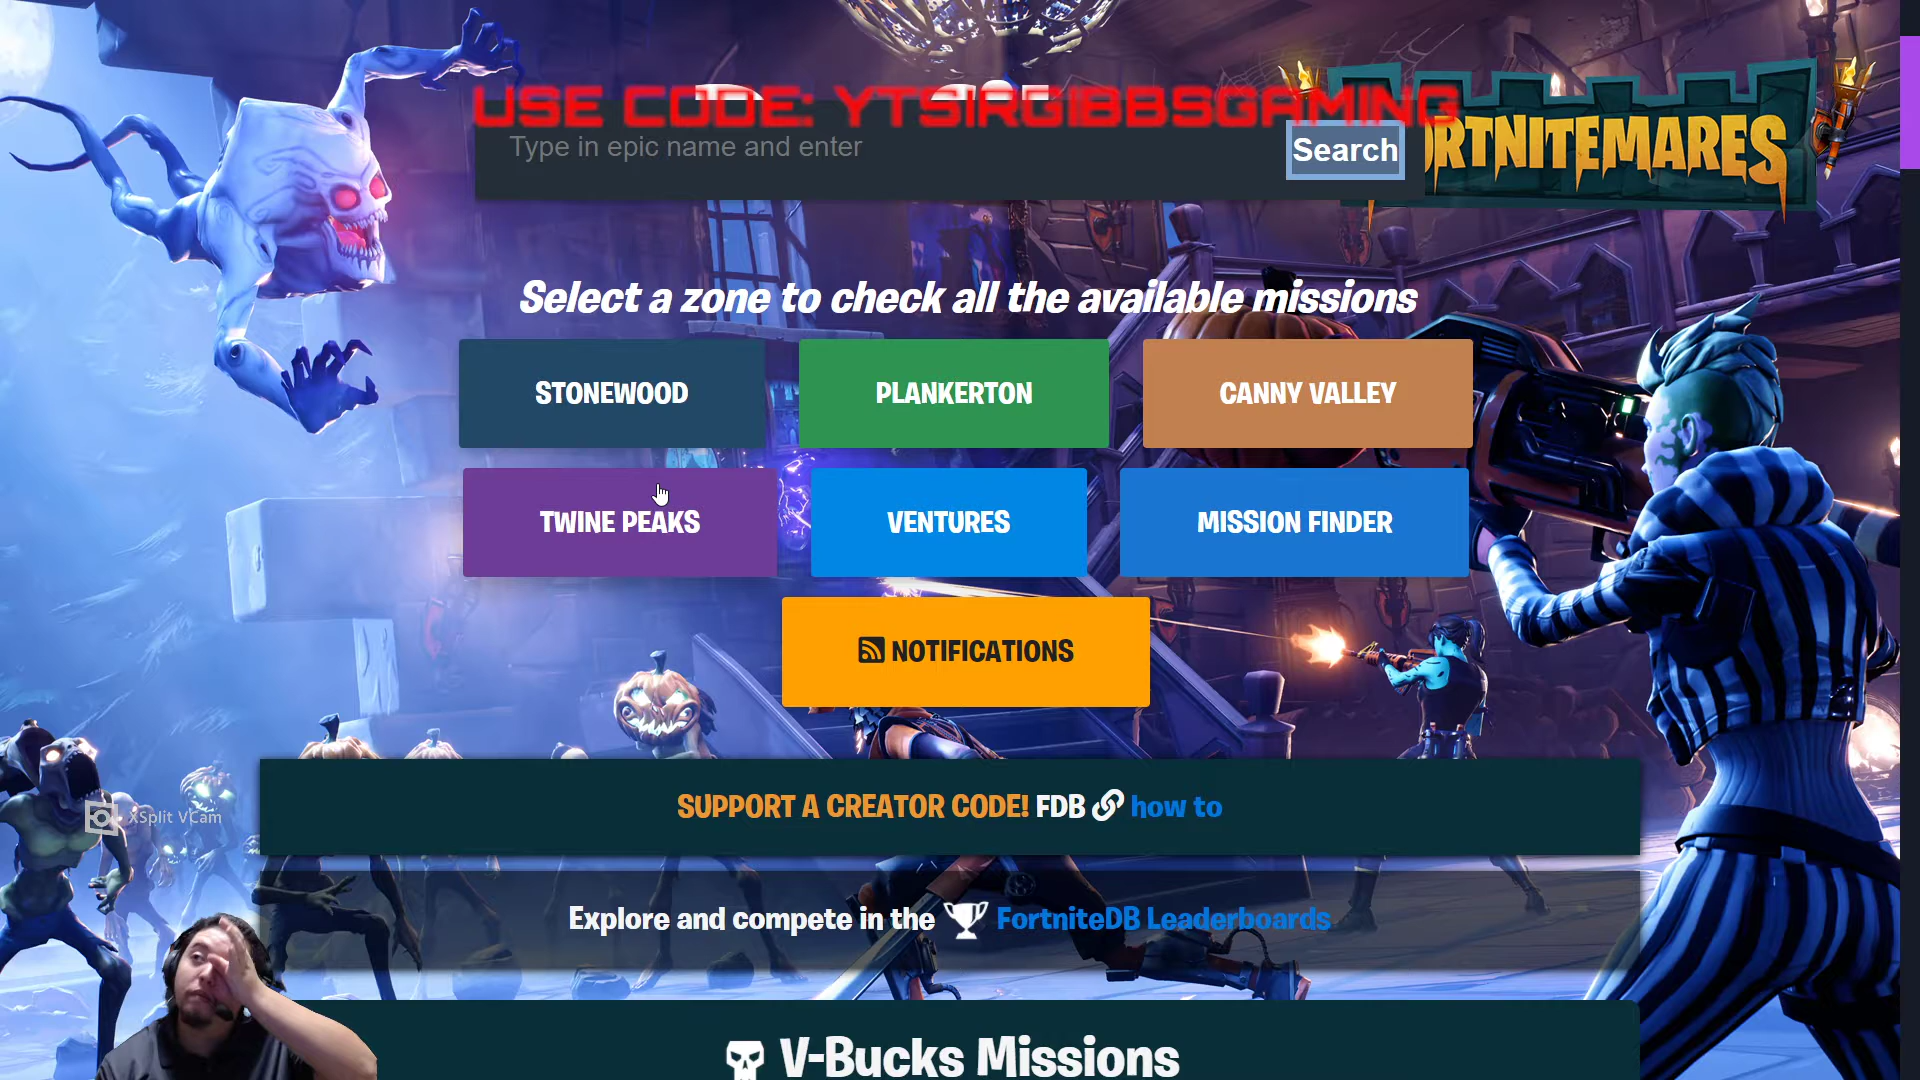 USE CODE: YTSIRGIBBSGAMING
Type in epic name and enter
Search
FORTNITEMARES
Select a zone to check all the available missions
STONEWOOD
PLANKERTON
CANNY VALLEY
TWINE PEAKS
VENTURES
MISSION FINDER
NOTIFICATIONS
SUPPORT A CREATOR CODE! FDB how to
XSplit VCam
Explore and compete in the FortniteDB Leaderboards
V-Bucks Missions